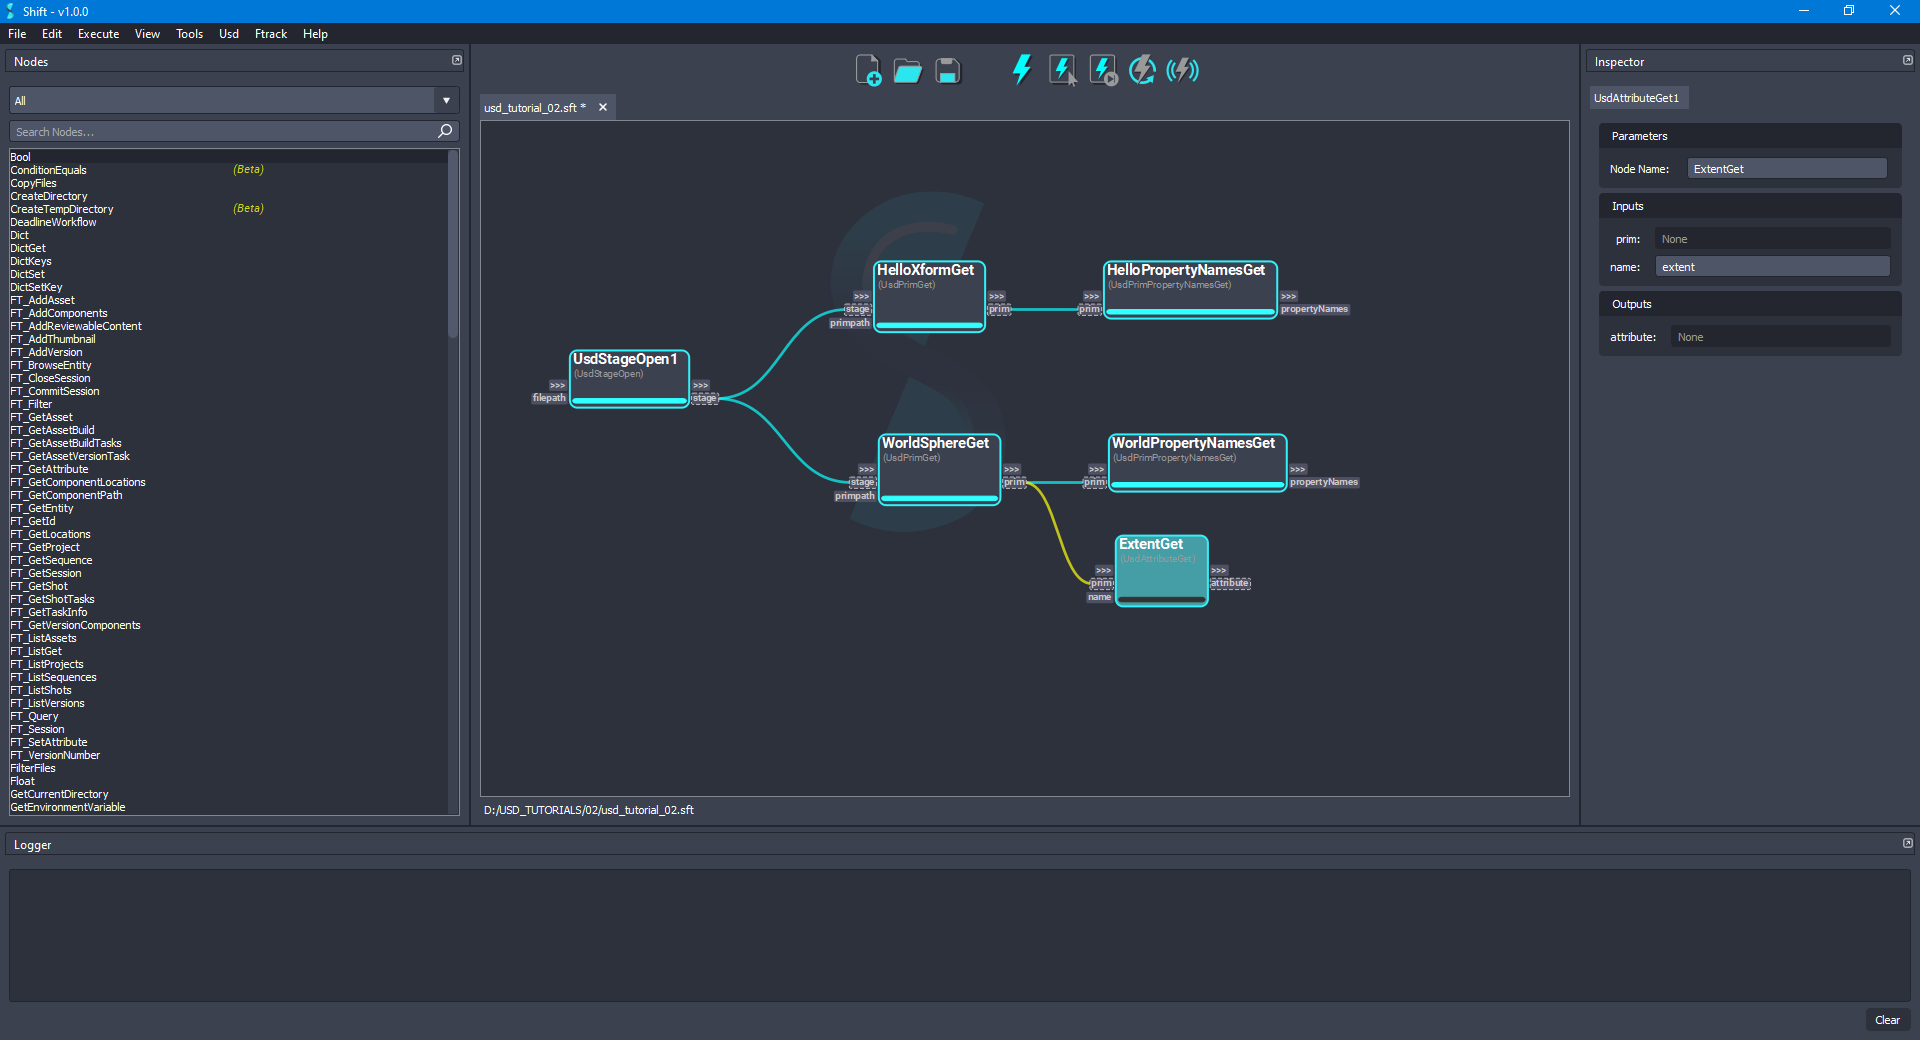 Shift - v1.0.0
File Edit Execute View Tools Usd Ftrack Help
Nodes
All
Search Nodes...
Bool
ConditionEquals (Beta)
CopyFiles
CreateDirectory
CreateTempDirectory (Beta)
DeadlineWorkflow
Dict
DictGet
DictKeys
DictSet
DictSetKey
FT_AddAsset
FT_AddComponents
FT_AddReviewableContent
FT_AddThumbnail
FT_AddVersion
FT_BrowseEntity
FT_CloseSession
FT_CommitSession
FT_Filter
FT_GetAsset
FT_GetAssetBuild
FT_GetAssetBuildTasks
FT_GetAssetVersionTask
FT_GetAttribute
FT_GetComponentLocations
FT_GetComponentPath
FT_GetEntity
FT_GetId
FT_GetLocations
FT_GetProject
FT_GetSequence
FT_GetSession
FT_GetShot
FT_GetShotTasks
FT_GetTaskInfo
FT_GetVersionComponents
FT_ListAssets
FT_ListGet
FT_ListProjects
FT_ListSequences
FT_ListShots
FT_ListVersions
FT_Query
FT_Session
FT_SetAttribute
FT_VersionNumber
FilterFiles
Float
GetCurrentDirectory
GetEnvironmentVariable
usd_tutorial_02.sft *
UsdStageOpen1
(UsdStageOpen)
>>> >>>
filepath stage
HelloXformGet
(UsdPrimGet)
>>> >>>
stage prim
primpath
HelloPropertyNamesGet
(UsdPrimPropertyNamesGet)
>>> >>>
prim propertyNames
WorldSphereGet
(UsdPrimGet)
>>> >>>
stage prim
primpath
WorldPropertyNamesGet
(UsdPrimPropertyNamesGet)
>>> >>>
prim propertyNames
ExtentGet
(UsdAttributeGet)
>>> >>>
prim attribute
name
D:/USD_TUTORIALS/02/usd_tutorial_02.sft
Inspector
UsdAttributeGet1
Parameters
Node Name: ExtentGet
Inputs
prim: None
name: extent
Outputs
attribute: None
Logger
Clear